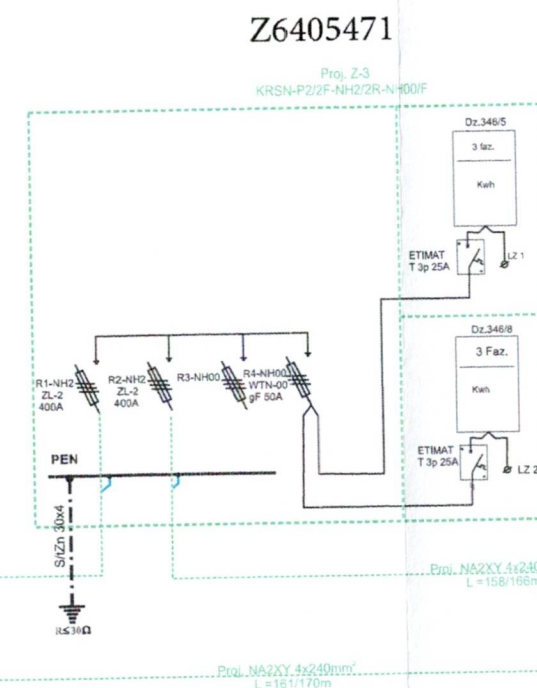 Z6405471
Proj. Z-3
KRSN-P2/2F-NH2/2R-NH00/F
Dz.346/5
3 faz.
Kwh
ETIMAT
T 3p 25A
LZ 1
Dz.346/8
3 Faz.
Kwh
ETIMAT
T 3p 25A
LZ 2
R1-NH2
ZL-2
400A
R2-NH2
ZL-2
400A
R3-NH00
R4-NH00
WTN-00
gF 50A
PEN
S/tZn 30x4
R≤30Ω
Proj. NA2XY 4x240
L =158/166m
Proj. NA2XY 4x240mm²
L =161/170m